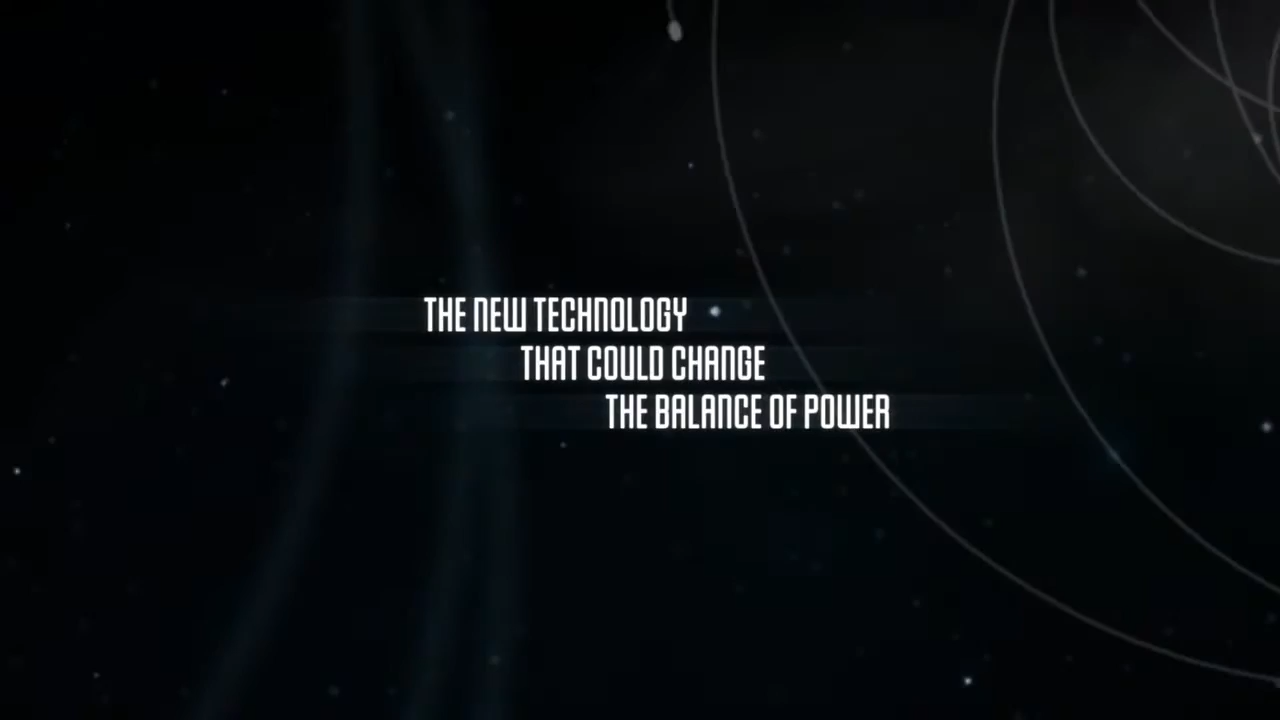 THE NEW TECHNOLOGY
THAT COULD CHANGE
THE BALANCE OF POWER